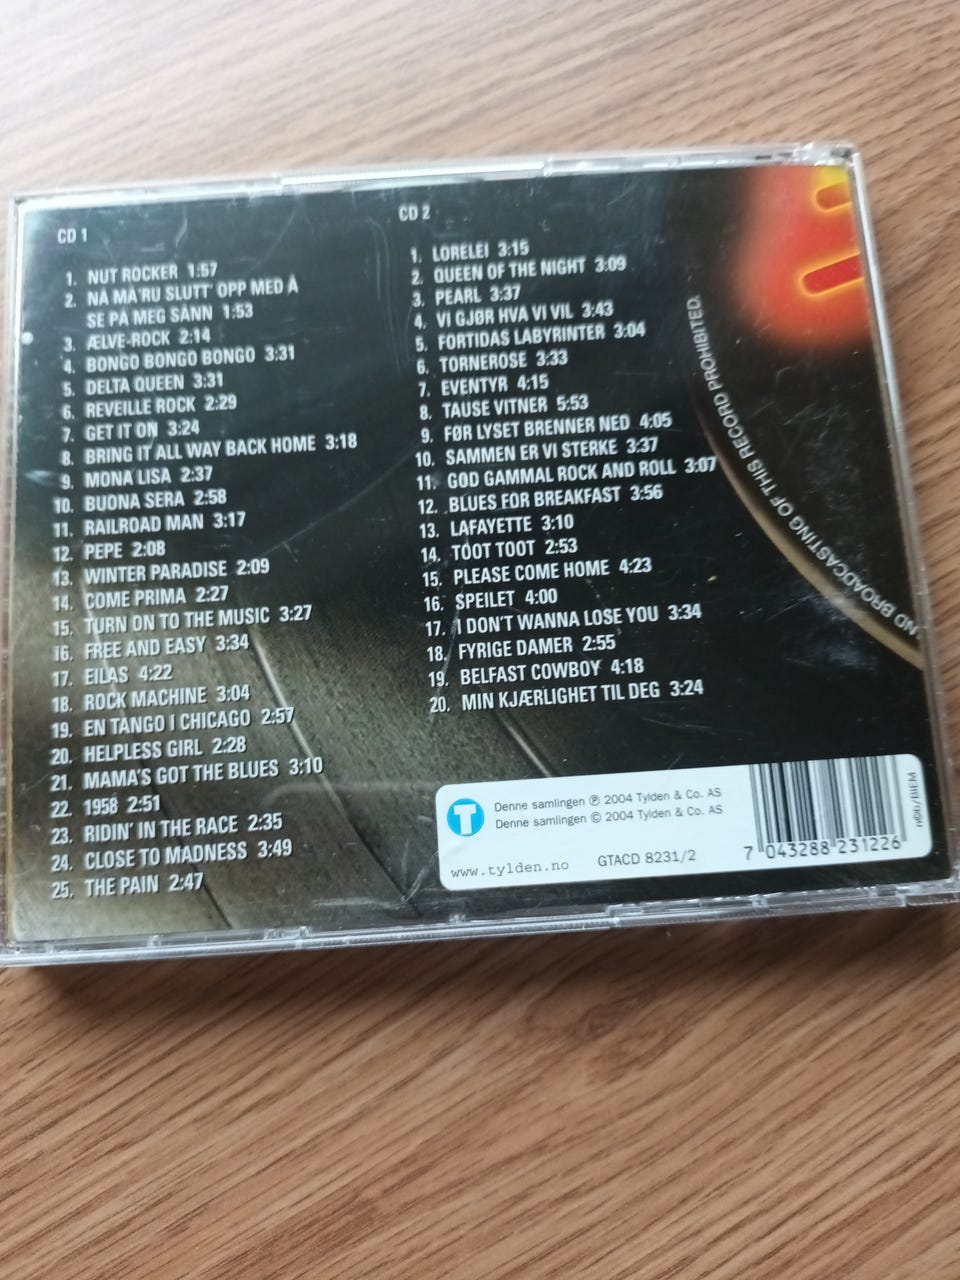 CD 1
1. NUT ROCKER 1:57
2. NÅ MÅ'RU SLUTT' OPP MED Å
SE PÅ MEG SÅNN 1:53
3. ÆLVE-ROCK 2:14
4. BONGO BONGO BONGO 3:31
5. DELTA QUEEN 3:31
6. REVEILLE ROCK 2:29
7. GET IT ON 3:24
8. BRING IT ALL WAY BACK HOME 3:18
9. MONA LISA 2:37
10. BUONA SERA 2:58
11. RAILROAD MAN 3:17
12. PEPE 2:08
13. WINTER PARADISE 2:09
14. COME PRIMA 2:27
15. TURN ON TO THE MUSIC 3:27
16. FREE AND EASY 3:34
17. EILAS 4:22
18. ROCK MACHINE 3:04
19. EN TANGO I CHICAGO 2:57
20. HELPLESS GIRL 2:28
21. MAMA'S GOT THE BLUES 3:10
22. 1958 2:51
23. RIDIN' IN THE RACE 2:35
24. CLOSE TO MADNESS 3:49
25. THE PAIN 2:47
CD 2
1. LORELEI 3:15
2. QUEEN OF THE NIGHT 3:09
3. PEARL 3:37
4. VI GJØR HVA VI VIL 3:43
5. FORTIDAS LABYRINTER 3:04
6. TORNEROSE 3:33
7. EVENTYR 4:15
8. TAUSE VITNER 5:53
9. FØR LYSET BRENNER NED 4:05
10. SAMMEN ER VI STERKE 3:37
11. GOD GAMMAL ROCK AND ROLL 3:07
12. BLUES FOR BREAKFAST 3:56
13. LAFAYETTE 3:10
14. TOOT TOOT 2:53
15. PLEASE COME HOME 4:23
16. SPEILET 4:00
17. I DON'T WANNA LOSE YOU 3:34
18. FYRIGE DAMER 2:55
19. BELFAST COWBOY 4:18
20. MIN KJÆRLIGHET TIL DEG 3:24
ND BROADCASTING OF THIS RECORD PROHIBITED.
T
Denne samlingen ℗ 2004 Tylden & Co. AS
Denne samlingen © 2004 Tylden & Co. AS
www.tylden.no GTACD 8231/2
7 043288 231226
ncb/BIEM